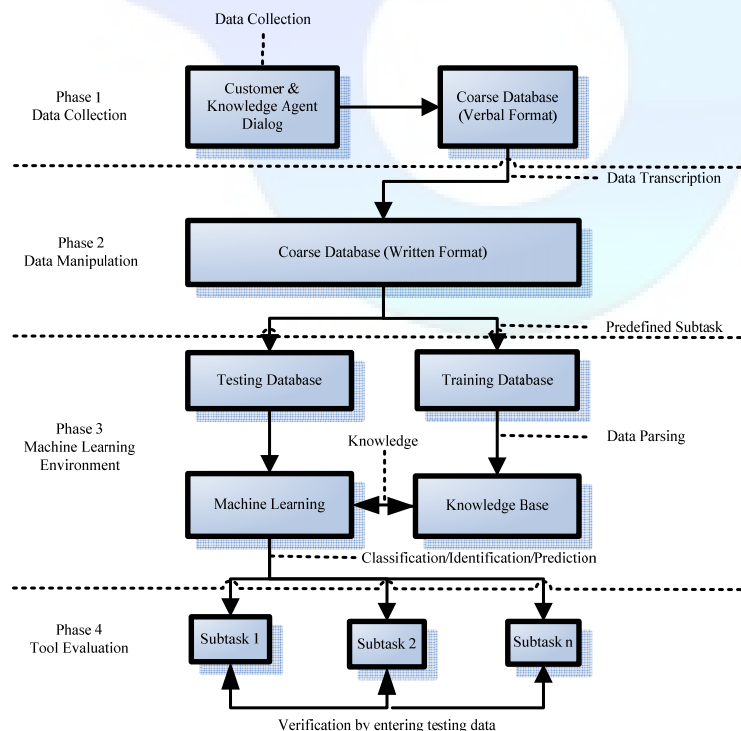 Data Collection
Phase 1
Data Collection
Customer &
Knowledge Agent
Dialog
Coarse Database
(Verbal Format)
Data Transcription
Phase 2
Data Manipulation
Coarse Database (Written Format)
Predefined Subtask
Testing Database
Training Database
Phase 3
Machine Learning
Environment
Knowledge
Data Parsing
Machine Learning
Knowledge Base
Classification/Identification/Prediction
Phase 4
Tool Evaluation
Subtask 1
Subtask 2
Subtask n
Verification by entering testing data